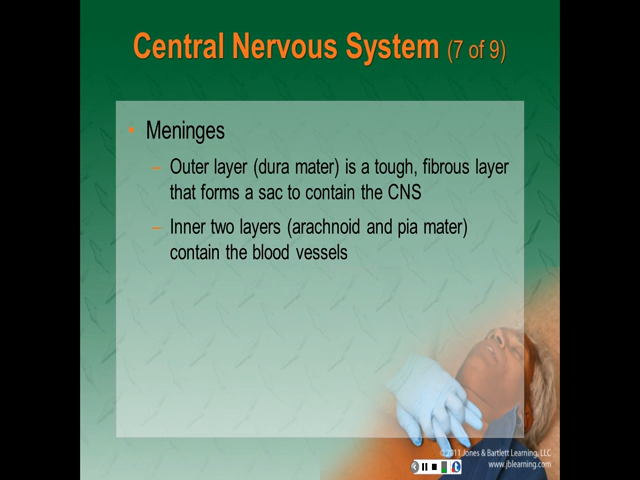 Central Nervous System (7 of 9)
• Meninges
– Outer layer (dura mater) is a tough, fibrous layer
that forms a sac to contain the CNS
– Inner two layers (arachnoid and pia mater)
contain the blood vessels
© 2011 Jones & Bartlett Learning, LLC
www.jblearning.com